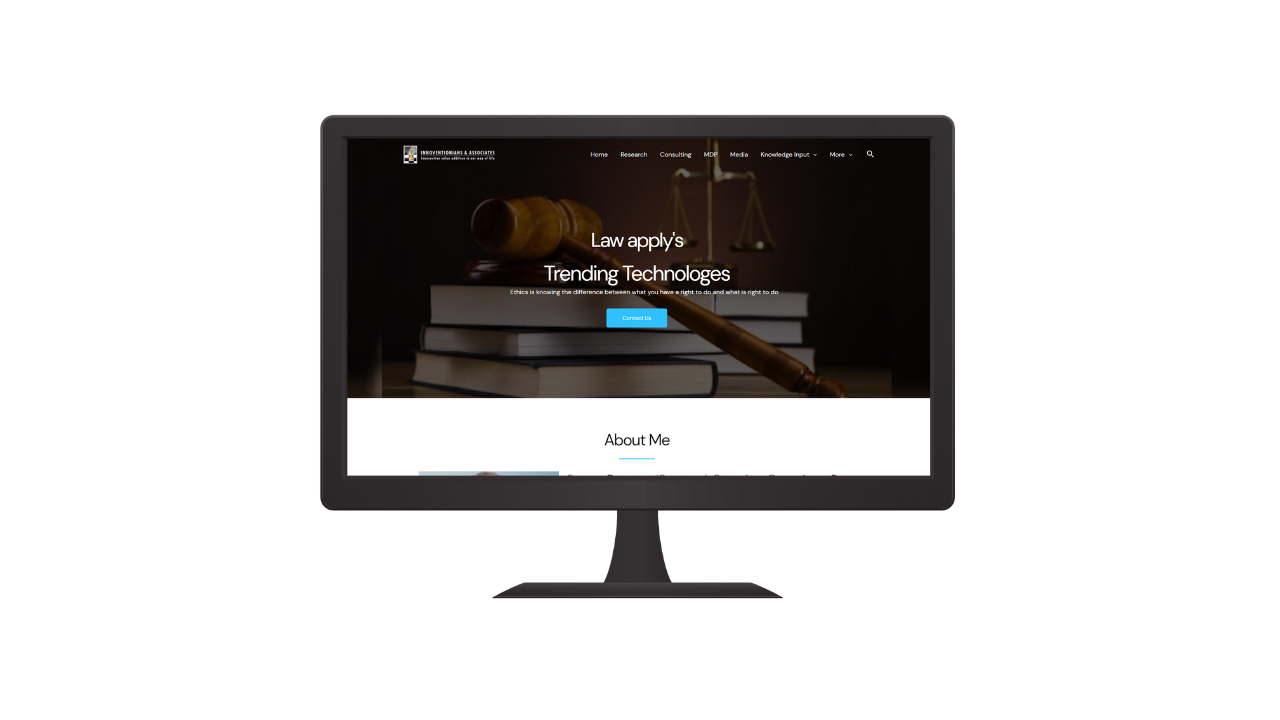 INNOVENTIONIANS & ASSOCIATES
Innovative value addition is our way of life
Home Research Consulting MDP Media Knowledge Input More
Law apply's
Trending Technologes
Ethics is knowing the difference between what you have a right to do and what is right to do
Contact Us
About Me